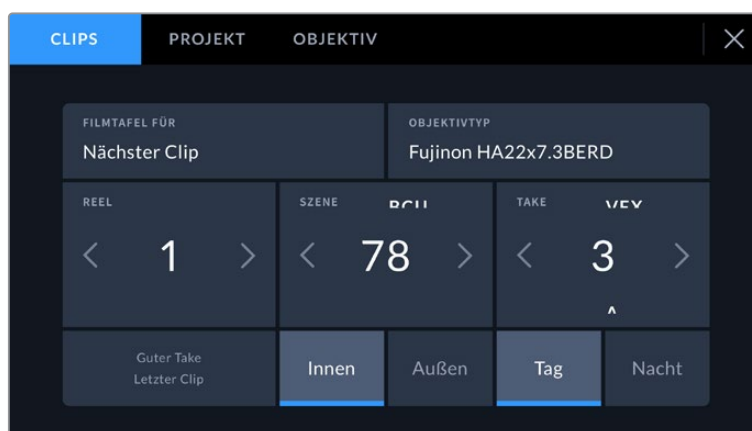 CLIPS PROJEKT OBJEKTIV
FILMTAFEL FÜR OBJEKTIVTYP
Nächster Clip Fujinon HA22x7.3BERD
REEL SZENE TAKE
1 78 3
Guter Take
Letzter Clip
Innen Außen Tag Nacht